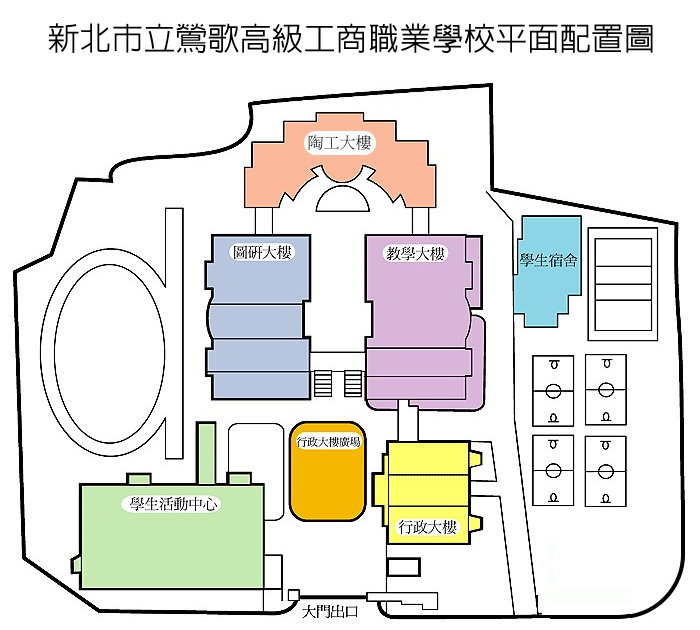 新北市立鶯歌高級工商職業學校平面配置圖
陶工大樓
圖研大樓
教學大樓
學生宿舍
行政大樓廣場
學生活動中心
行政大樓
大門出口